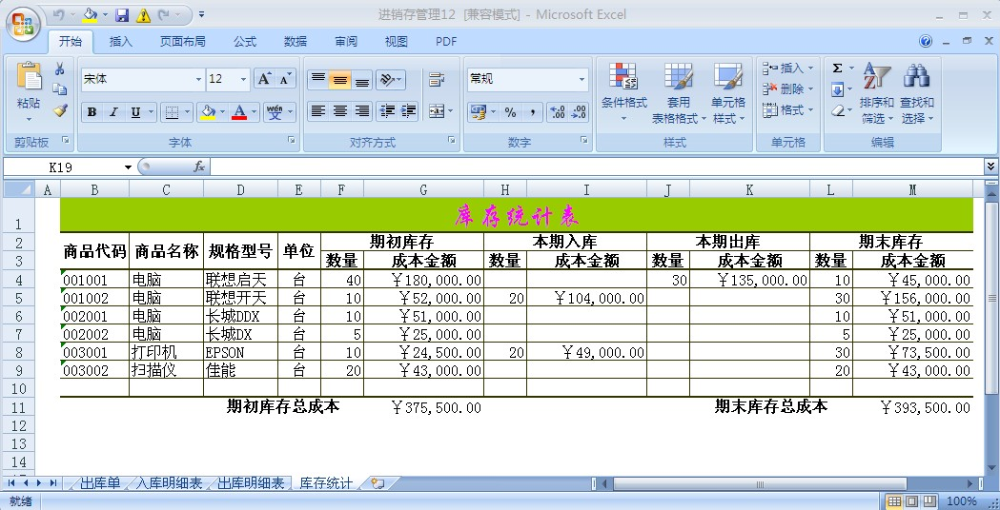 进销存管理12 [兼容模式] - Microsoft Excel
开始 插入 页面布局 公式 数据 审阅 视图 PDF
宋体 12 常规 条件格式 套用 表格格式 单元格 样式 插入 删除 格式 排序和 筛选 查找和 选择
粘贴
B I U wén 变 % ,
剪贴板 字体 对齐方式 数字 样式 单元格 编辑
K19 fx
A B C D E F G H I J K L M
1 库存统计表
2 商品代码 商品名称 规格型号 单位 期初库存 本期入库 本期出库 期末库存
3 数量 成本金额 数量 成本金额 数量 成本金额 数量 成本金额
4 001001 电脑 联想启天 台 40 ￥180,000.00 30 ￥135,000.00 10 ￥45,000.00
5 001002 电脑 联想开天 台 10 ￥52,000.00 20 ￥104,000.00 30 ￥156,000.00
6 002001 电脑 长城DDX 台 10 ￥51,000.00 10 ￥51,000.00
7 002002 电脑 长城DX 台 5 ￥25,000.00 5 ￥25,000.00
8 003001 打印机 EPSON 台 10 ￥24,500.00 20 ￥49,000.00 30 ￥73,500.00
9 003002 扫描仪 佳能 台 20 ￥43,000.00 20 ￥43,000.00
10
11 期初库存总成本 ￥375,500.00 期末库存总成本 ￥393,500.00
12
13
14
出库单 入库明细表 出库明细表 库存统计
就绪 100%